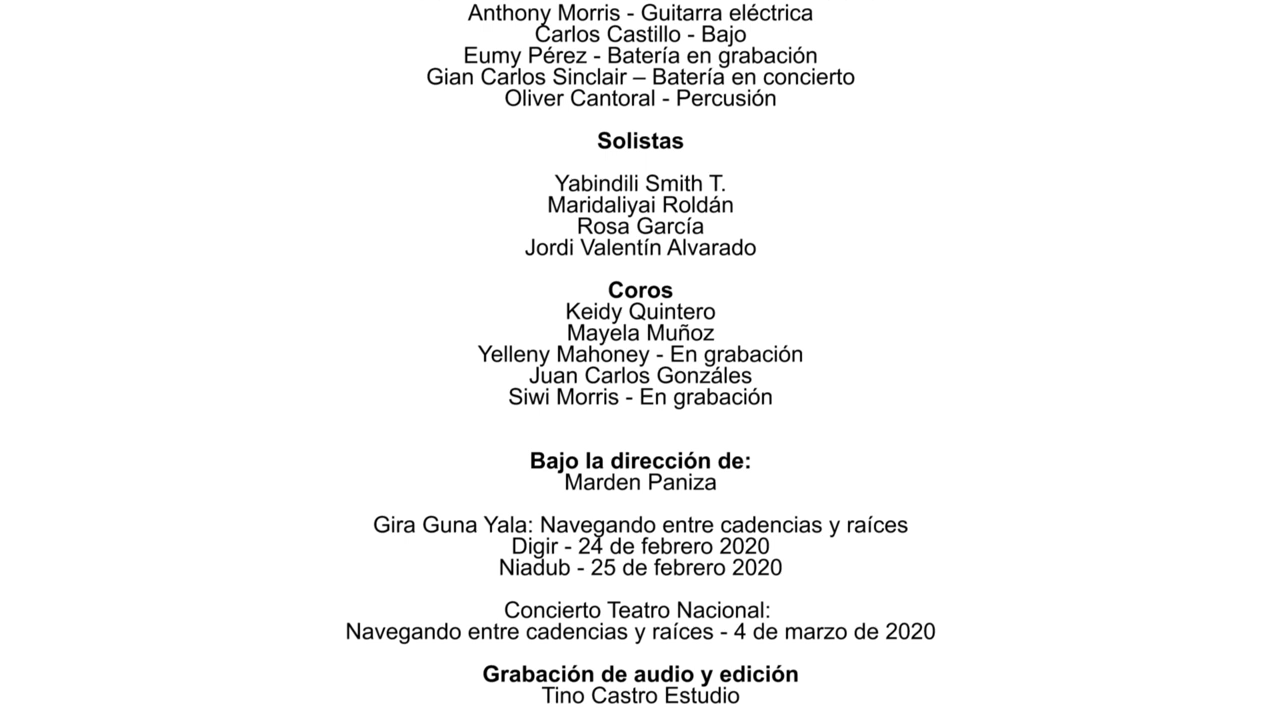 Anthony Morris - Guitarra eléctrica
Carlos Castillo - Bajo
Eumy Pérez - Batería en grabación
Gian Carlos Sinclair – Batería en concierto
Oliver Cantoral - Percusión
Solistas
Yabindili Smith T.
Maridaliyai Roldán
Rosa García
Jordi Valentín Alvarado
Coros
Keidy Quintero
Mayela Muñoz
Yelleny Mahoney - En grabación
Juan Carlos Gonzáles
Siwi Morris - En grabación
Bajo la dirección de:
Marden Paniza
Gira Guna Yala: Navegando entre cadencias y raíces
Digir - 24 de febrero 2020
Niadub - 25 de febrero 2020
Concierto Teatro Nacional:
Navegando entre cadencias y raíces - 4 de marzo de 2020
Grabación de audio y edición
Tino Castro Estudio